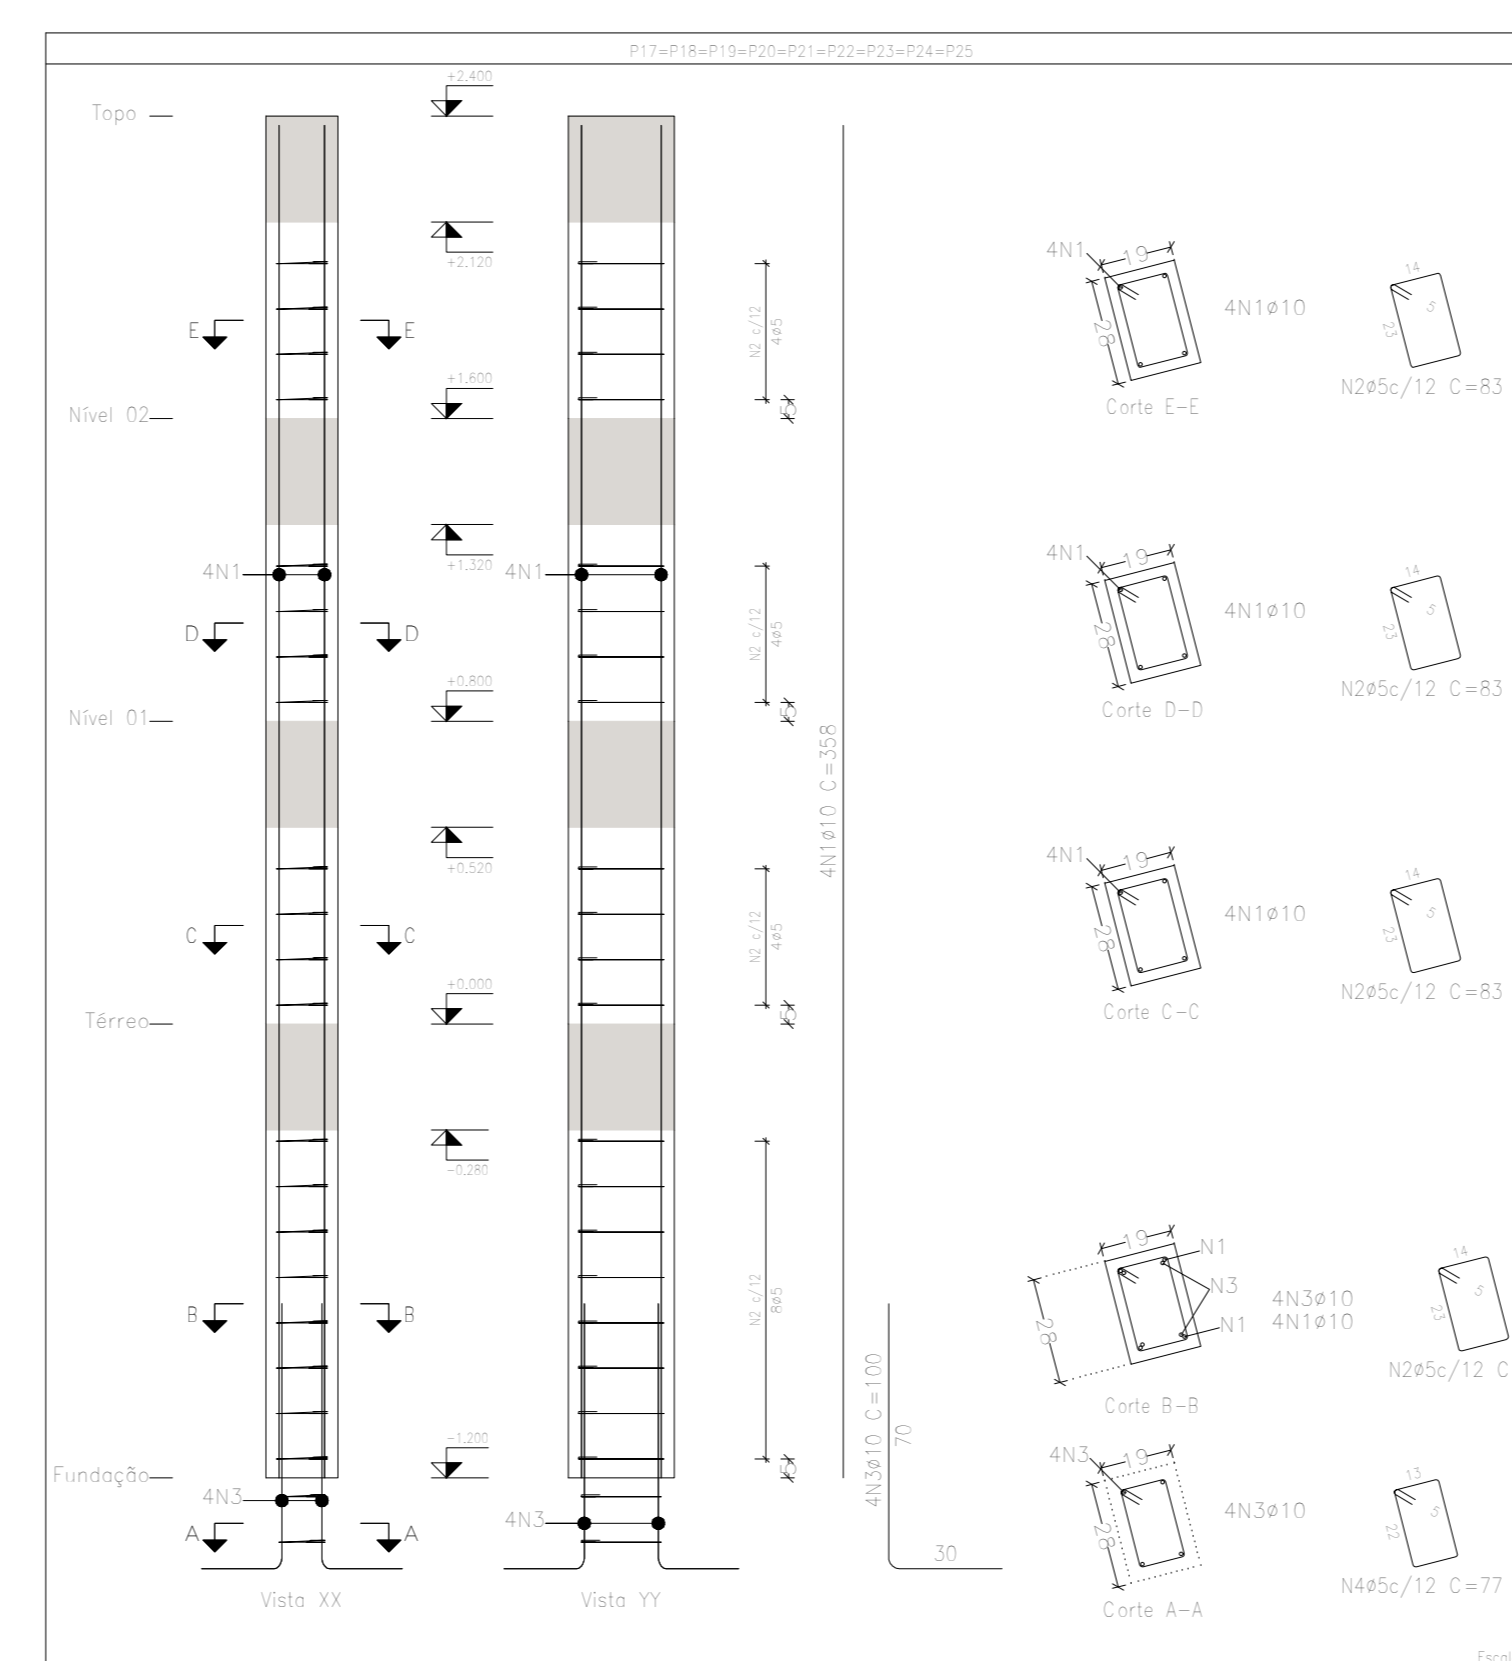 P17=P18=P19=P20=P21=P22=P23=P24=P25
Topo
+2.400
+2.120
E E
N2 c/12
4ø5
+1.600
5
Nível 02
4N1
19
28
4N1ø10
Corte E-E
14
23
5
N2ø5c/12 C=83
+1.320
4N1
4N1
D D
N2 c/12
4ø5
+0.800
5
Nível 01
4N1
19
28
4N1ø10
Corte D-D
14
23
5
N2ø5c/12 C=83
4N1ø10 C=358
+0.520
C C
N2 c/12
4ø5
+0.000
5
Térreo
4N1
19
28
4N1ø10
Corte C-C
14
23
5
N2ø5c/12 C=83
-0.280
B B
N2 c/12
8ø5
-1.200
5
Fundação
19
28
N1
N3
N1
4N3ø10
4N1ø10
Corte B-B
14
23
5
N2ø5c/12 C
4N3
4N3
A A
4N3ø10 C=100
70
30
4N3
19
28
4N3ø10
Corte A-A
13
22
5
N4ø5c/12 C=77
Vista XX
Vista YY